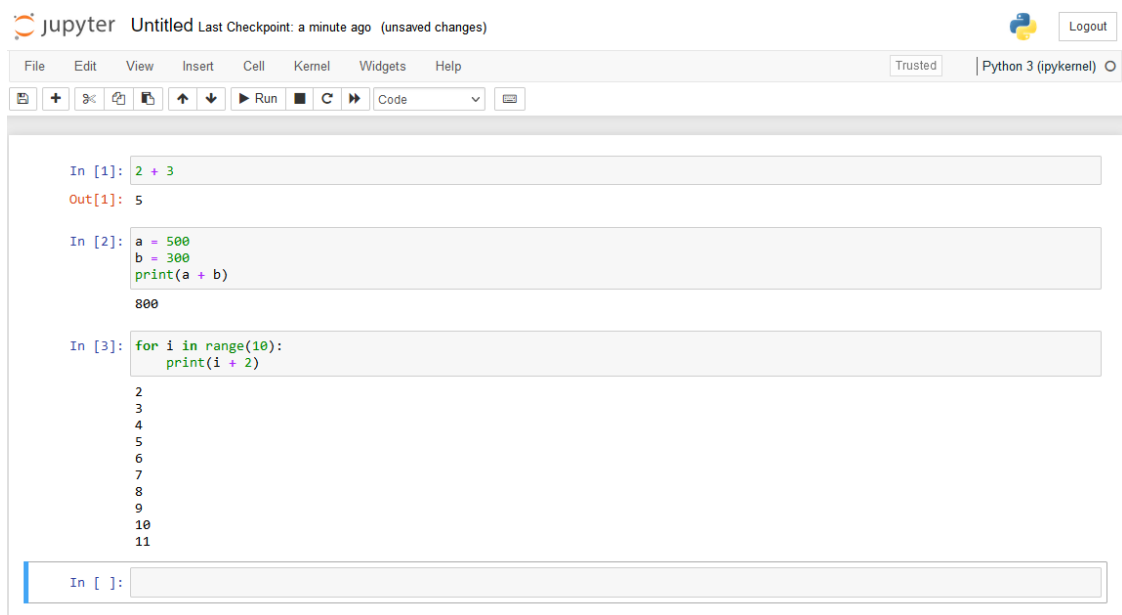 jupyter Untitled Last Checkpoint: a minute ago (unsaved changes) Logout
File Edit View Insert Cell Kernel Widgets Help Trusted Python 3 (ipykernel)
Run Code
In [1]: 2 + 3
Out[1]: 5
In [2]: a = 500
b = 300
print(a + b)
800
In [3]: for i in range(10):
    print(i + 2)
2
3
4
5
6
7
8
9
10
11
In [ ]: